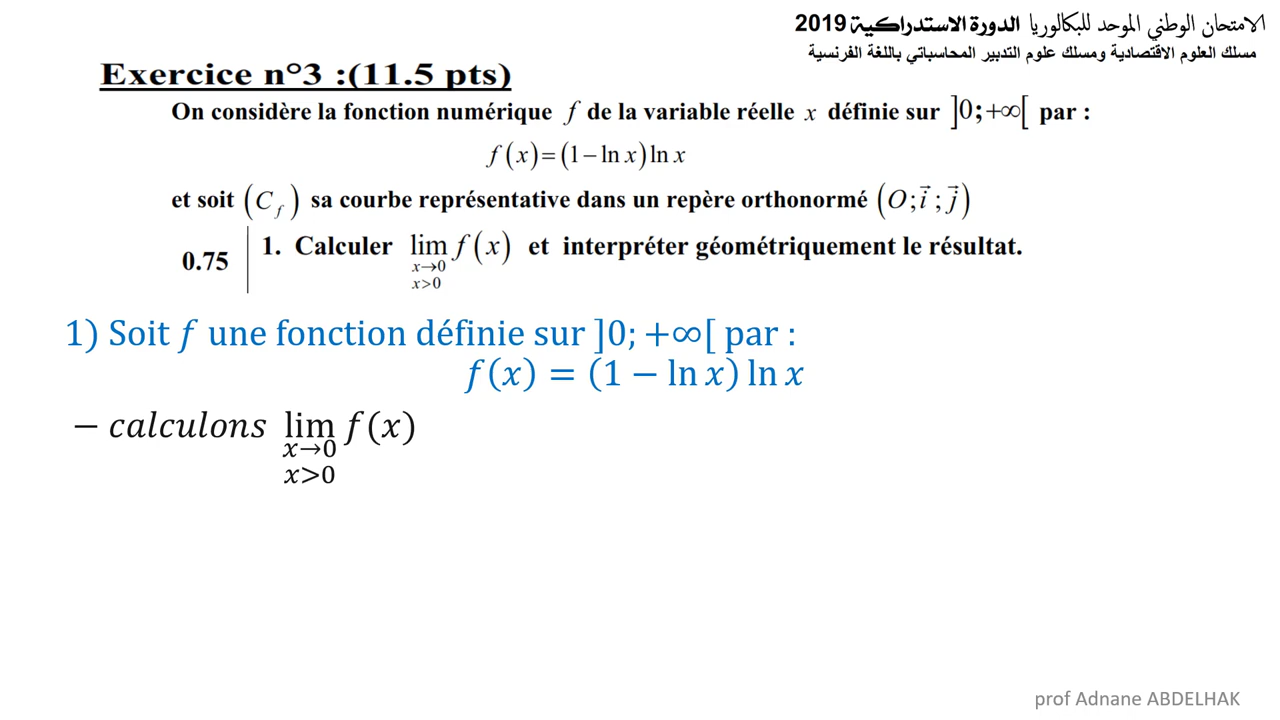 الامتحان الوطني الموحد للبكالوريا الدورة الاستدراكية 2019
مسلك العلوم الاقتصادية ومسلك علوم التدبير المحاسباتي باللغة الفرنسية
Exercice n°3 :(11.5 pts)
On considère la fonction numérique f de la variable réelle x définie sur ]0;+∞[ par :
f(x)=(1−ln x)ln x
et soit (C_f) sa courbe représentative dans un repère orthonormé (O;i⃗;j⃗)
0.75 | 1. Calculer lim_{x→0, x>0} f(x) et interpréter géométriquement le résultat.
1) Soit f une fonction définie sur ]0; +∞[ par :
f(x) = (1 − ln x) ln x
− calculons lim_{x→0, x>0} f(x)
prof Adnane ABDELHAK